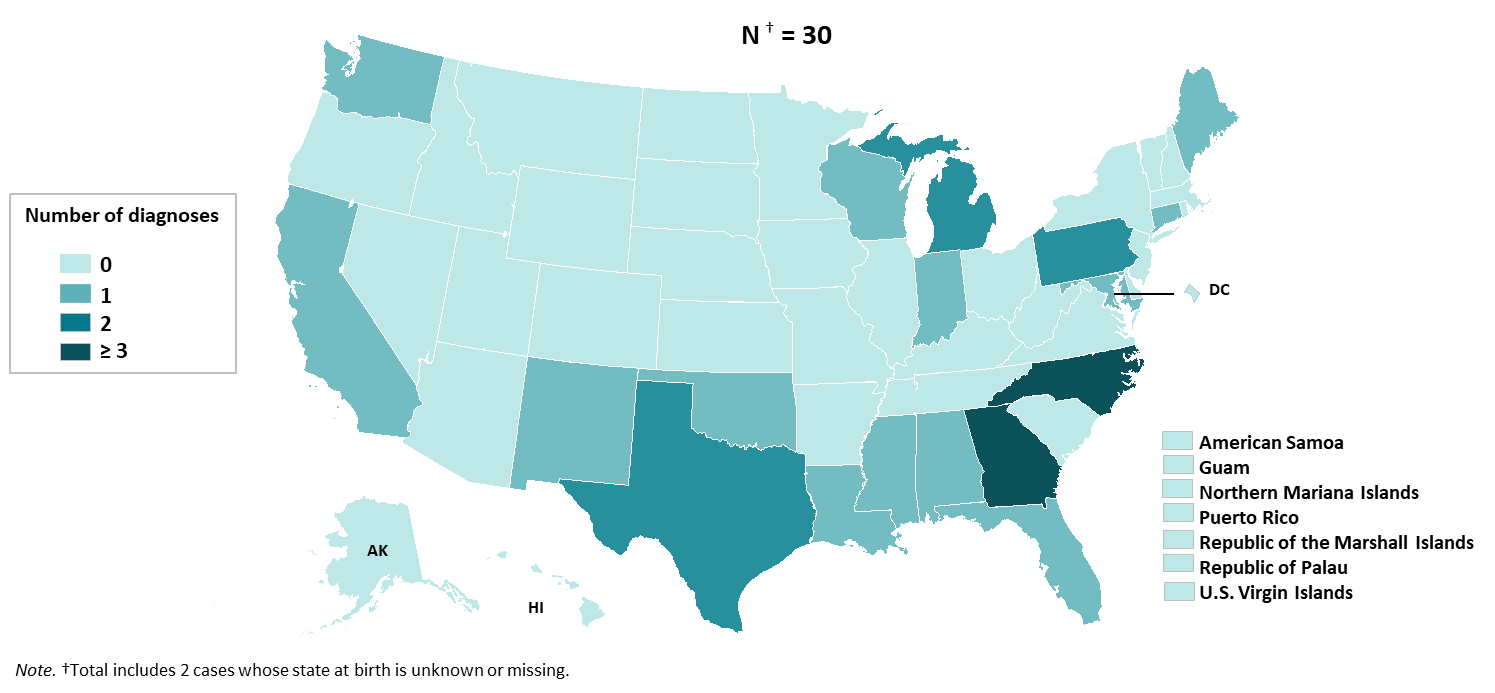 N † = 30
Number of diagnoses
0
1
2
≥ 3
DC
American Samoa
Guam
Northern Mariana Islands
Puerto Rico
Republic of the Marshall Islands
Republic of Palau
U.S. Virgin Islands
AK
HI
Note. †Total includes 2 cases whose state at birth is unknown or missing.